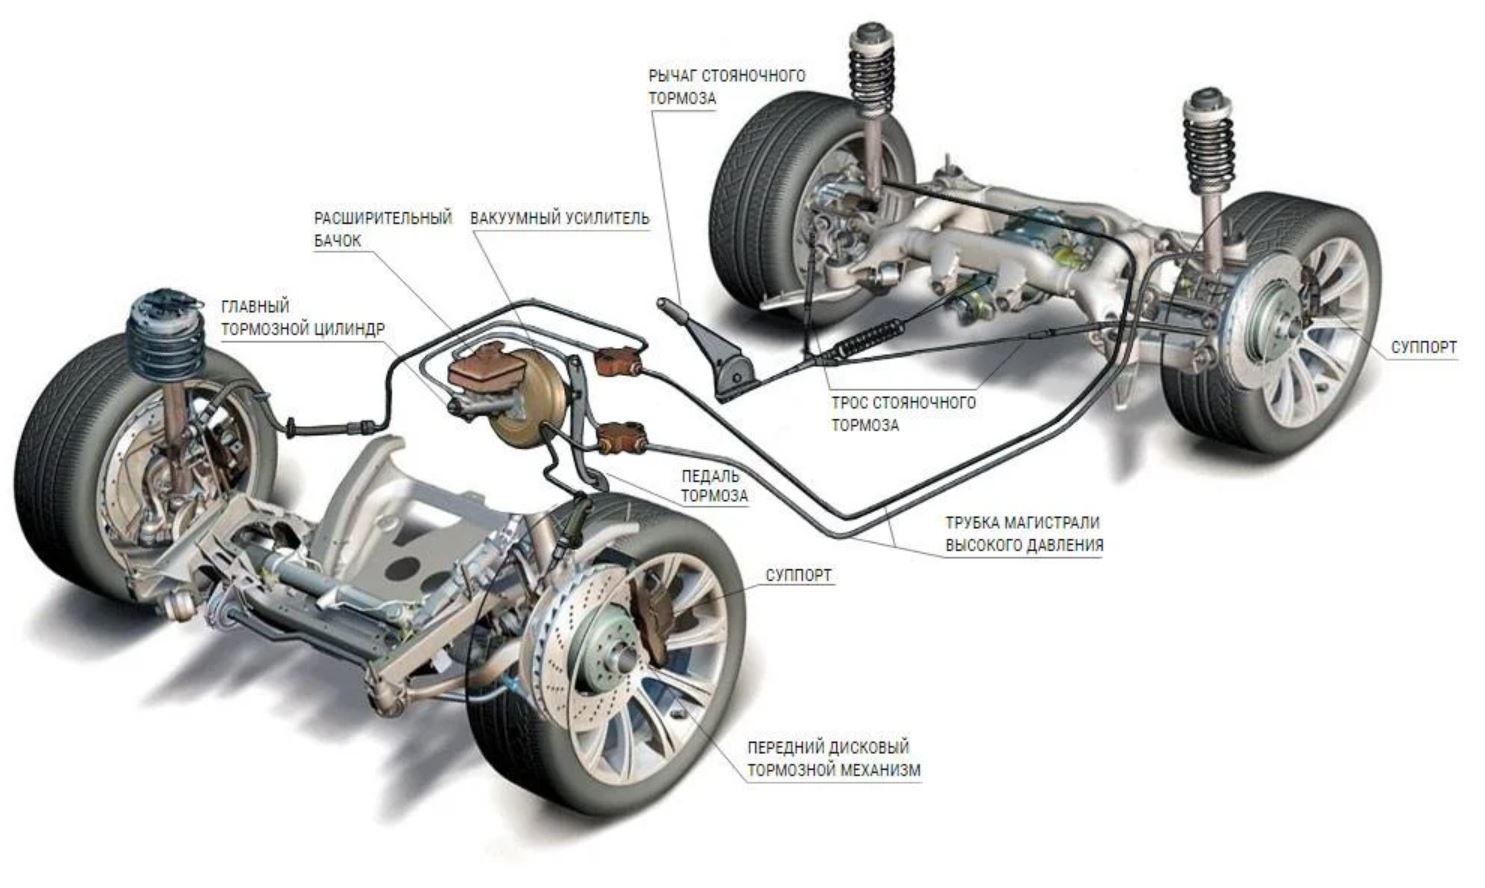 РЫЧАГ СТОЯНОЧНОГО
ТОРМОЗА
РАСШИРИТЕЛЬНЫЙ
БАЧОК
ВАКУУМНЫЙ УСИЛИТЕЛЬ
ГЛАВНЫЙ
ТОРМОЗНОЙ ЦИЛИНДР
СУППОРТ
ТРОС СТОЯНОЧНОГО
ТОРМОЗА
ПЕДАЛЬ
ТОРМОЗА
ТРУБКА МАГИСТРАЛИ
ВЫСОКОГО ДАВЛЕНИЯ
СУППОРТ
ПЕРЕДНИЙ ДИСКОВЫЙ
ТОРМОЗНОЙ МЕХАНИЗМ